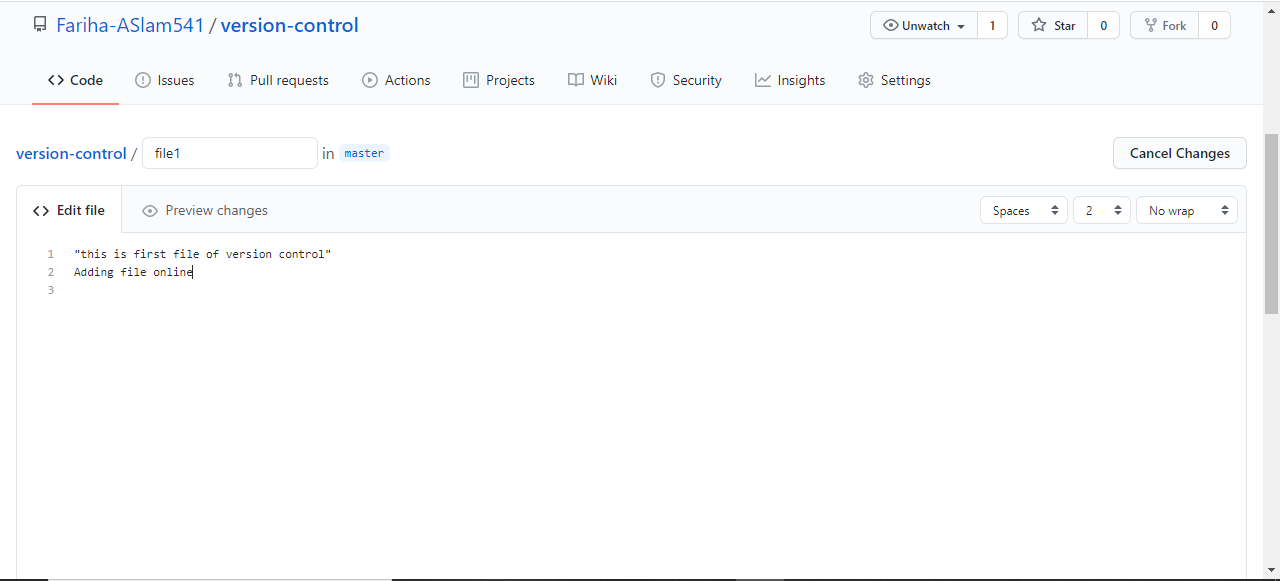 Fariha-ASlam541 / version-control
Unwatch 1 Star 0 Fork 0
Code Issues Pull requests Actions Projects Wiki Security Insights Settings
version-control / file1 in master Cancel Changes
Edit file Preview changes Spaces 2 No wrap
1 "this is first file of version control"
2 Adding file online
3